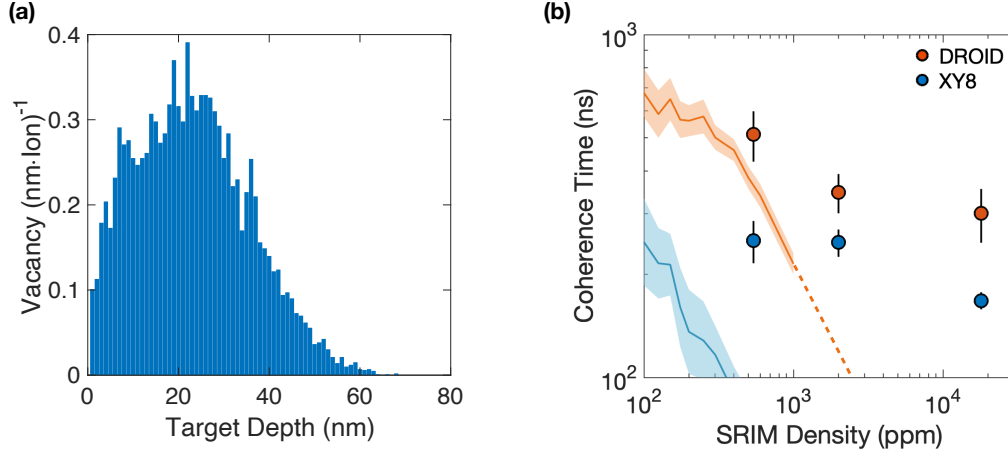 (a)
0.4
0.3
0.2
0.1
0
Vacancy (nm·Ion)⁻¹
0 20 40 60 80
Target Depth (nm)
(b)
10³
10²
Coherence Time (ns)
DROID
XY8
10² 10³ 10⁴
SRIM Density (ppm)